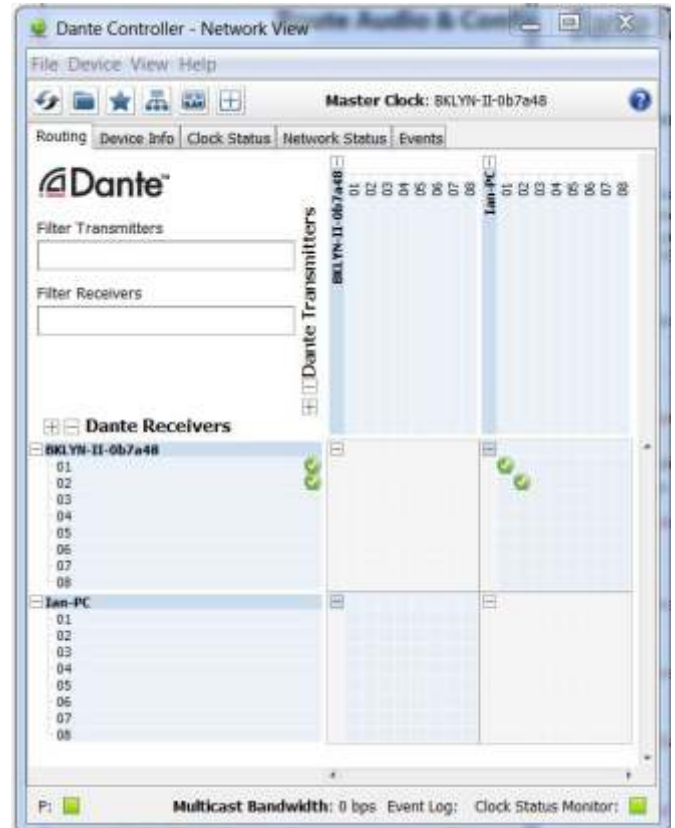 Dante Controller - Network View
File Device View Help
Master Clock: BKLYN-II-0b7a48
Routing Device Info Clock Status Network Status Events
Dante™
Filter Transmitters
Filter Receivers
Dante Transmitters
BKLYN-II-0b7a48
01 02 03 04 05 06 07 08
Ian-PC
01 02 03 04 05 06 07 08
Dante Receivers
BKLYN-II-0b7a48
01
02
03
04
05
06
07
08
Ian-PC
01
02
03
04
05
06
07
08
P: Multicast Bandwidth: 0 bps Event Log: Clock Status Monitor: